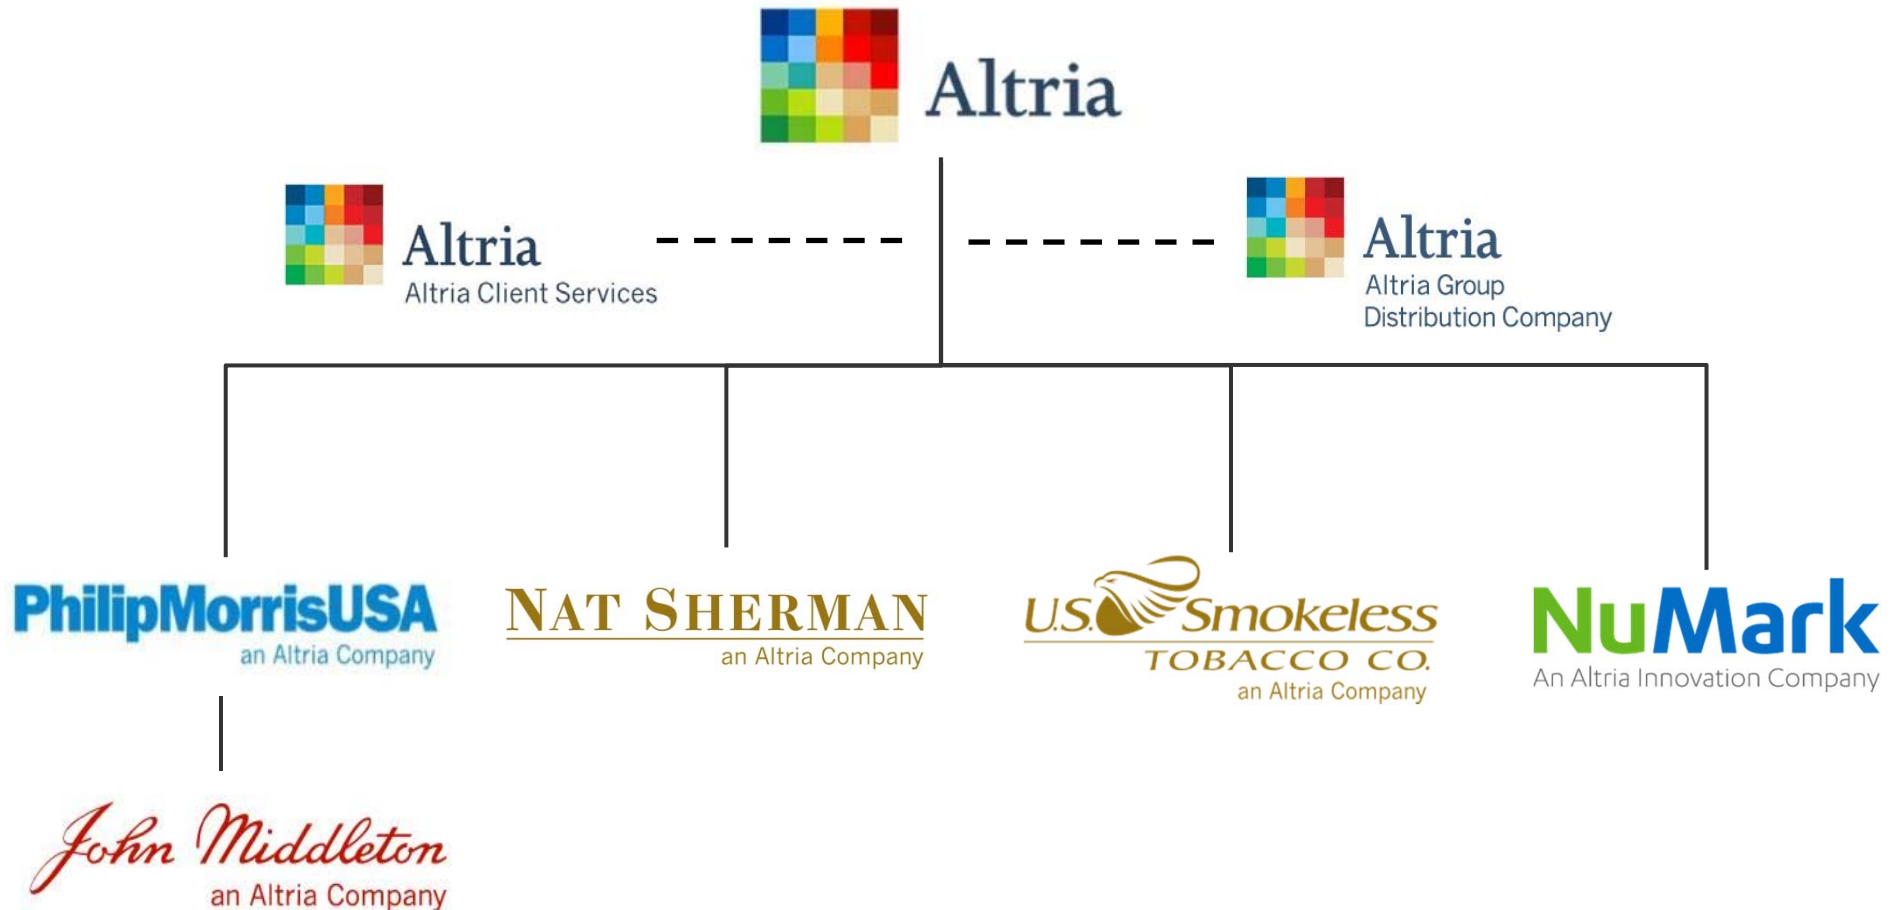 Altria
Altria
Altria Client Services
Altria
Altria Group
Distribution Company
PhilipMorrisUSA
an Altria Company
NAT SHERMAN
an Altria Company
U.S. Smokeless
TOBACCO CO.
an Altria Company
NuMark
An Altria Innovation Company
John Middleton
an Altria Company